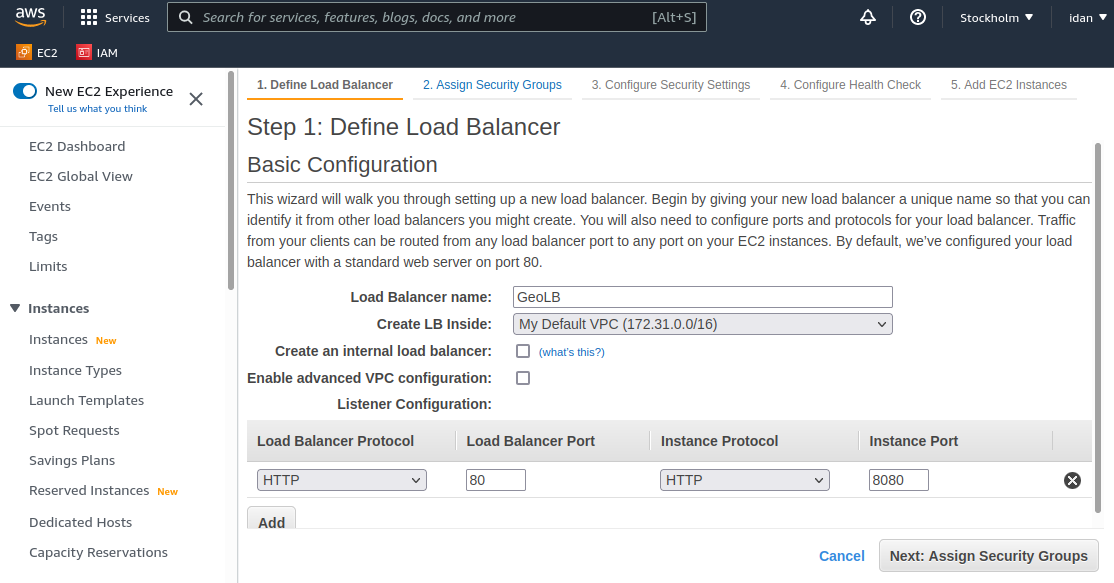 aws
Services
Search for services, features, blogs, docs, and more [Alt+S]
Stockholm
idan
EC2
IAM
New EC2 Experience
Tell us what you think
EC2 Dashboard
EC2 Global View
Events
Tags
Limits
Instances
Instances New
Instance Types
Launch Templates
Spot Requests
Savings Plans
Reserved Instances New
Dedicated Hosts
Capacity Reservations
1. Define Load Balancer 2. Assign Security Groups 3. Configure Security Settings 4. Configure Health Check 5. Add EC2 Instances
Step 1: Define Load Balancer
Basic Configuration
This wizard will walk you through setting up a new load balancer. Begin by giving your new load balancer a unique name so that you can
identify it from other load balancers you might create. You will also need to configure ports and protocols for your load balancer. Traffic
from your clients can be routed from any load balancer port to any port on your EC2 instances. By default, we've configured your load
balancer with a standard web server on port 80.
Load Balancer name: GeoLB
Create LB Inside: My Default VPC (172.31.0.0/16)
Create an internal load balancer: (what's this?)
Enable advanced VPC configuration:
Listener Configuration:
Load Balancer Protocol Load Balancer Port Instance Protocol Instance Port
HTTP 80 HTTP 8080
Add
Cancel Next: Assign Security Groups